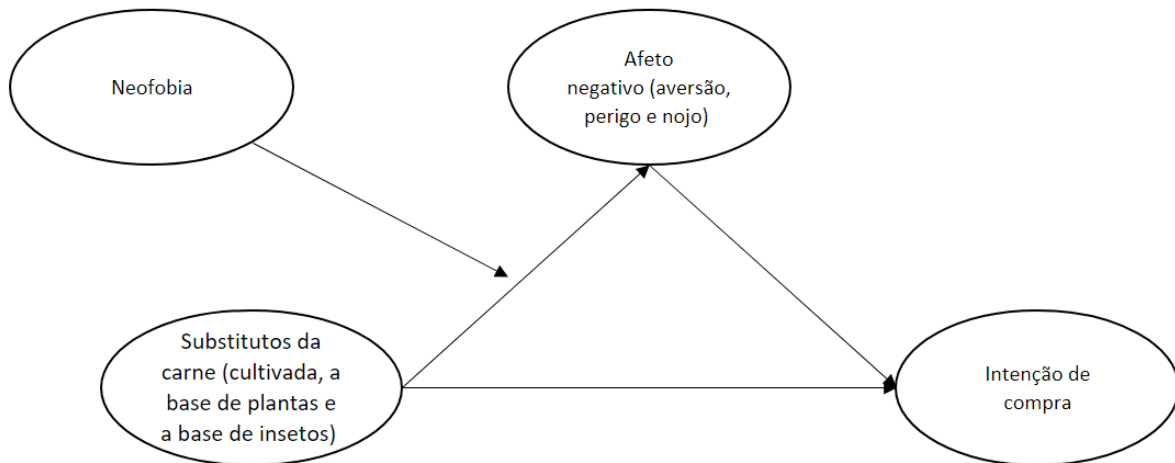 Neofobia
Afeto
negativo (aversão,
perigo e nojo)
Substitutos da
carne (cultivada, a
base de plantas e
a base de insetos)
Intenção de
compra